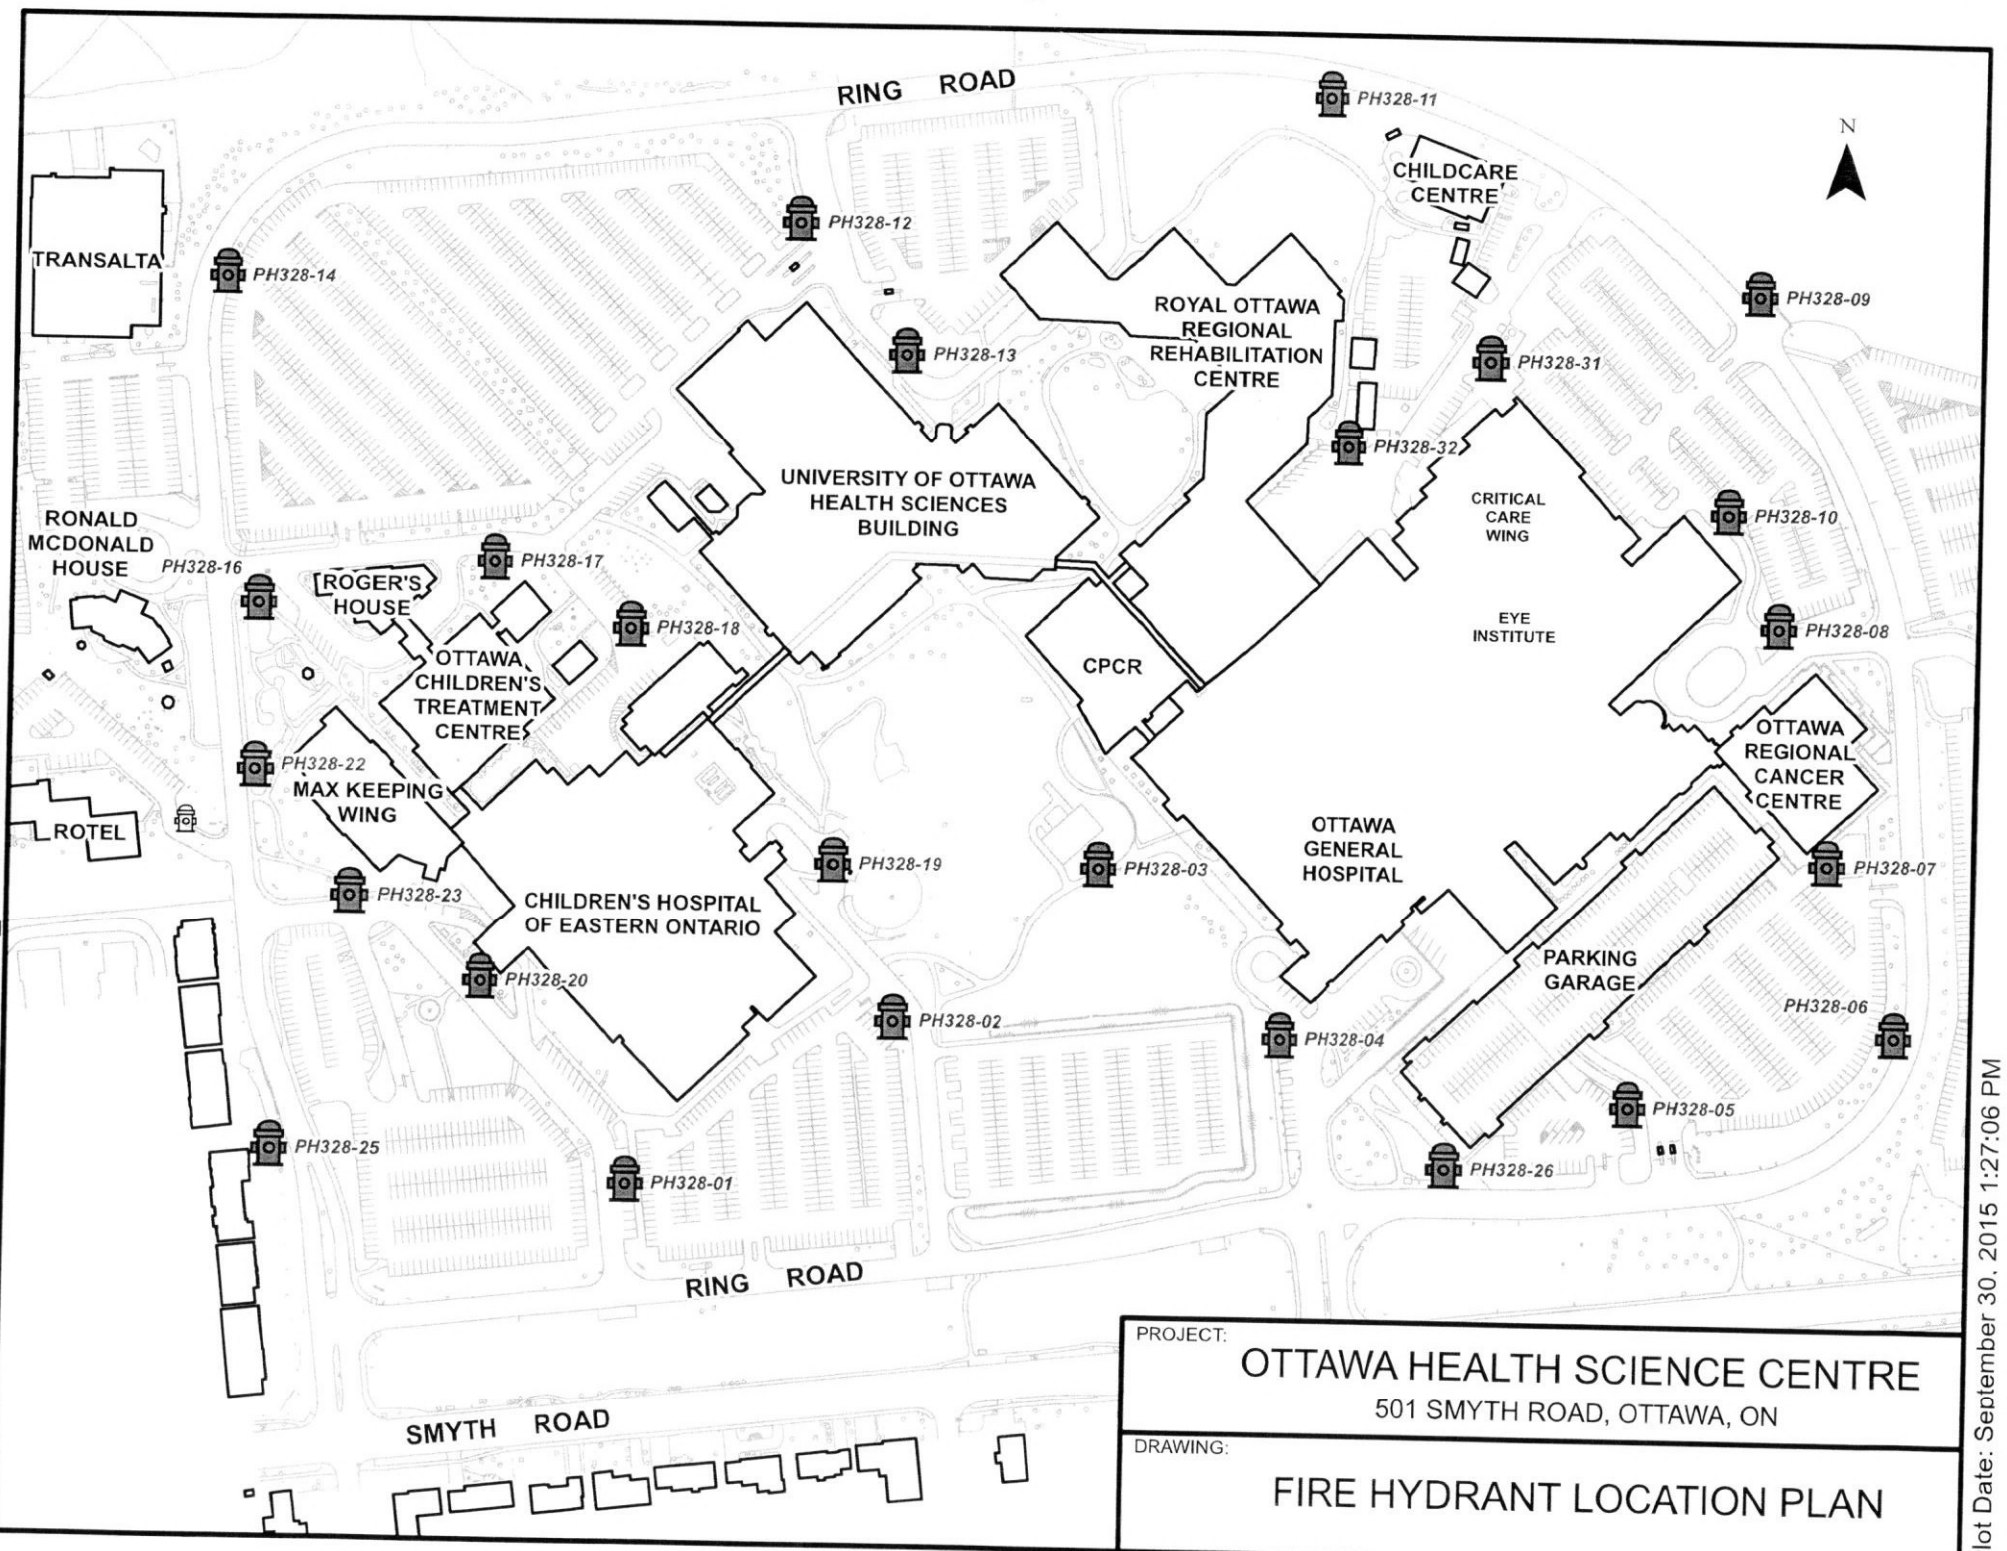 RING ROAD
PH328-11
N
CHILDCARE
CENTRE
PH328-12
TRANSALTA
PH328-14
PH328-09
ROYAL OTTAWA
REGIONAL
REHABILITATION
CENTRE
PH328-13
PH328-31
PH328-32
UNIVERSITY OF OTTAWA
HEALTH SCIENCES
BUILDING
CRITICAL
CARE
WING
PH328-10
RONALD
MCDONALD
HOUSE
PH328-16
PH328-17
ROGER'S
HOUSE
PH328-18
EYE
INSTITUTE
PH328-08
OTTAWA
CHILDREN'S
TREATMENT
CENTRE
CPCR
OTTAWA
REGIONAL
CANCER
CENTRE
PH328-22
MAX KEEPING
WING
ROTEL
OTTAWA
GENERAL
HOSPITAL
PH328-19
PH328-03
PH328-07
PH328-23
CHILDREN'S HOSPITAL
OF EASTERN ONTARIO
PARKING
GARAGE
PH328-20
PH328-02
PH328-04
PH328-06
PH328-05
PH328-25
PH328-01
PH328-26
RING ROAD
SMYTH ROAD
PROJECT:
OTTAWA HEALTH SCIENCE CENTRE
501 SMYTH ROAD, OTTAWA, ON
DRAWING:
FIRE HYDRANT LOCATION PLAN
lot Date: September 30, 2015 1:27:06 PM